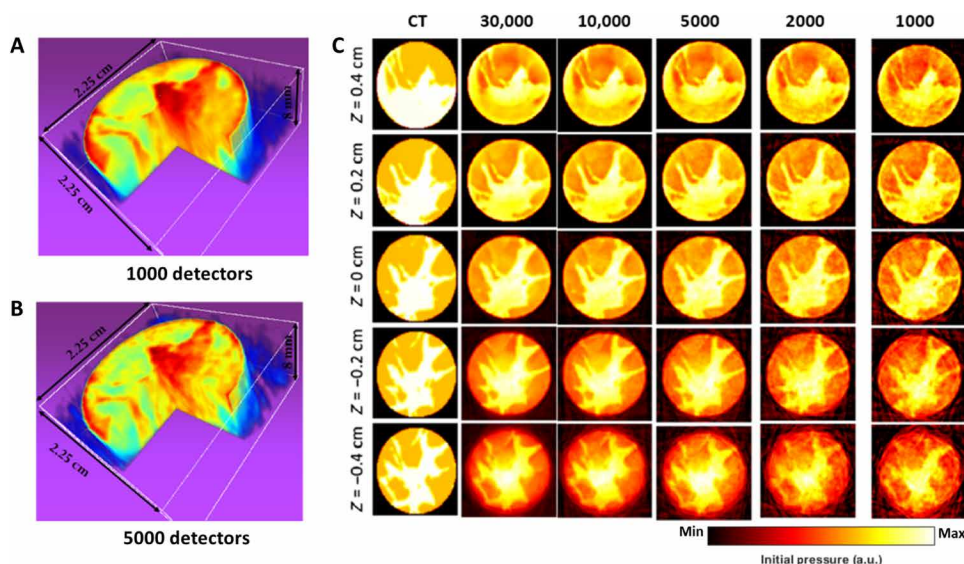 A
2.25 cm
8 mm
2.25 cm
1000 detectors
B
2.25 cm
8 mm
2.25 cm
5000 detectors
C
CT 30,000 10,000 5000 2000 1000
Z = 0.4 cm
Z = 0.2 cm
Z = 0 cm
Z = −0.2 cm
Z = −0.4 cm
Min Max
Initial pressure (a.u.)